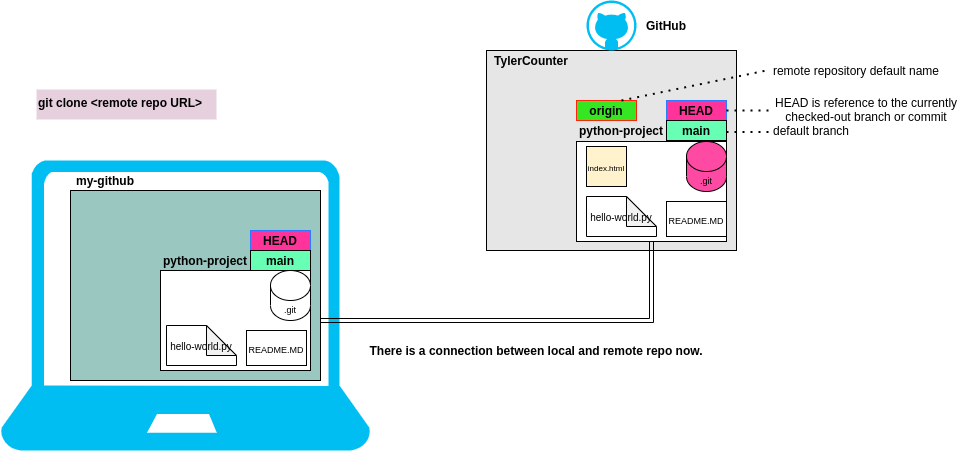 GitHub
TylerCounter
remote repository default name
git clone <remote repo URL>
origin
HEAD
HEAD is reference to the currently
checked-out branch or commit
python-project
main
default branch
index.html
.git
my-github
hello-world.py
README.MD
HEAD
python-project
main
.git
hello-world.py
README.MD
There is a connection between local and remote repo now.